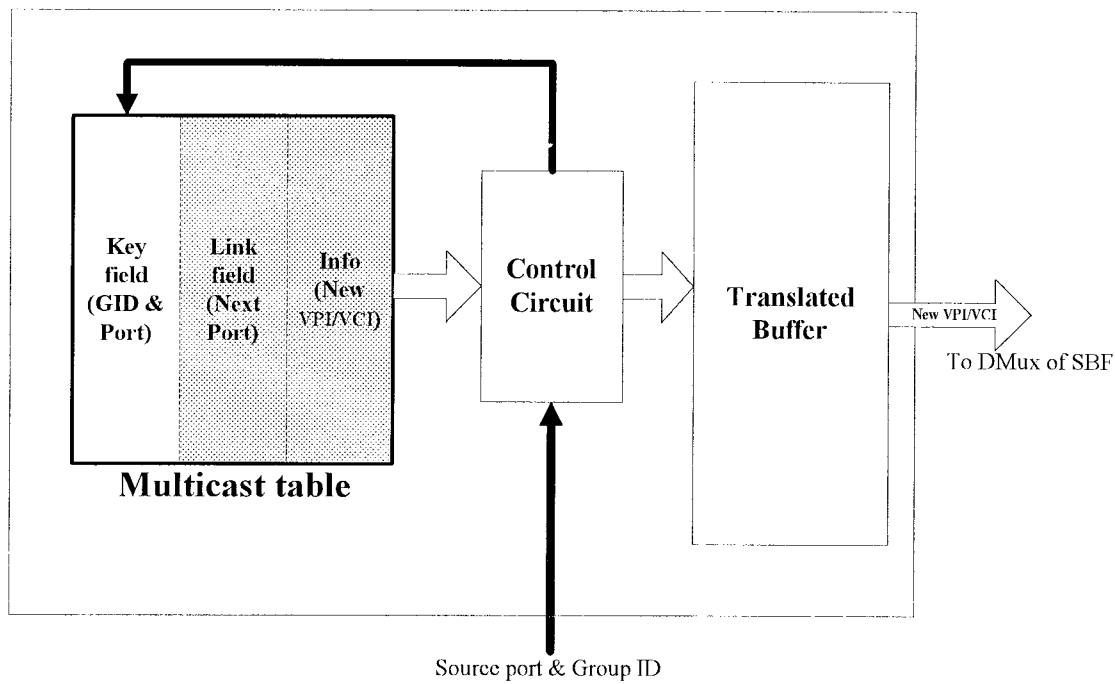 Key
field
(GID &
Port)
Link
field
(Next
Port)
Info
(New
VPI/VCI)
Multicast table
Control
Circuit
Translated
Buffer
New VPI/VCI
To DMux of SBF
Source port & Group ID